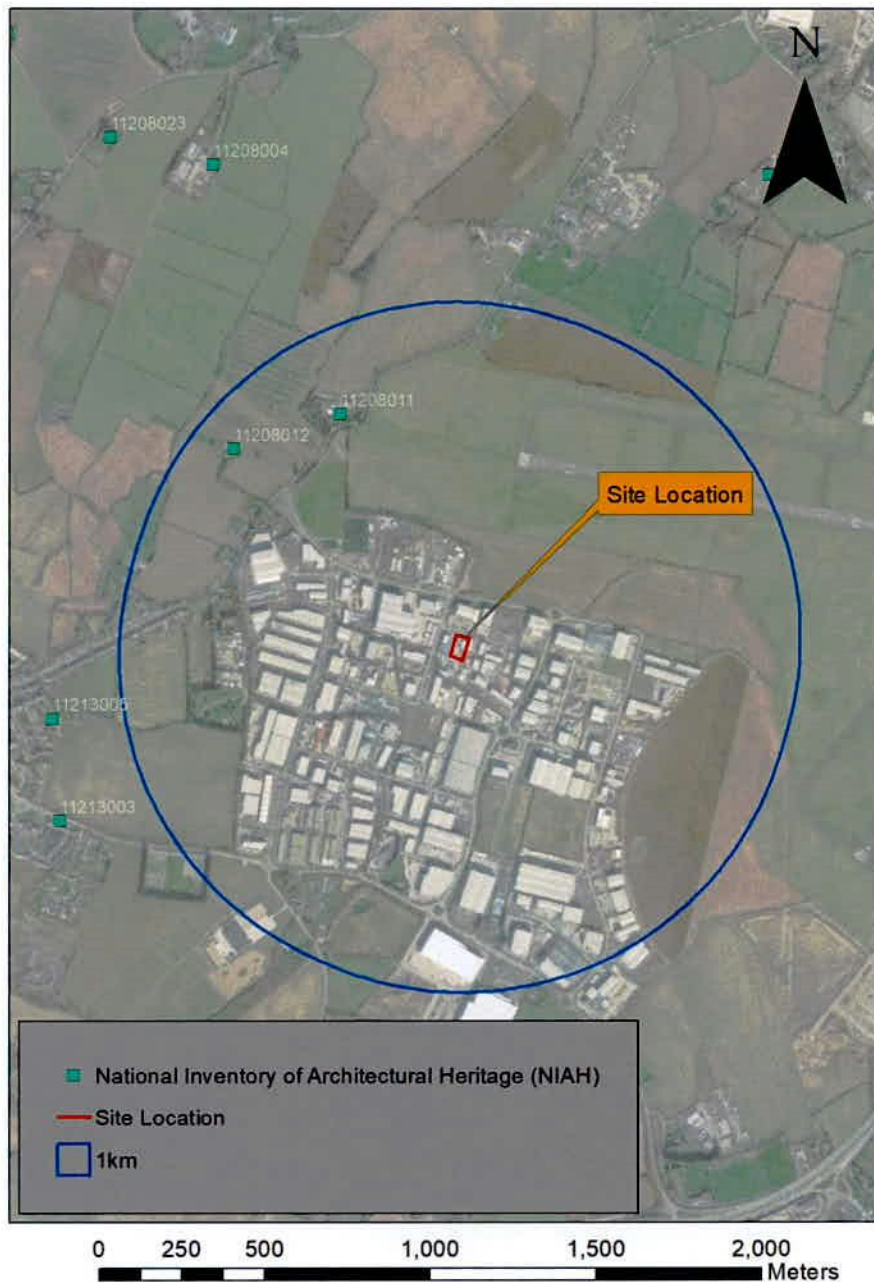 N
11208023
11208004
11208011
11208012
Site Location
11213005
11213003
National Inventory of Architectural Heritage (NIAH)
Site Location
1km
0 250 500 1,000 1,500 2,000
Meters